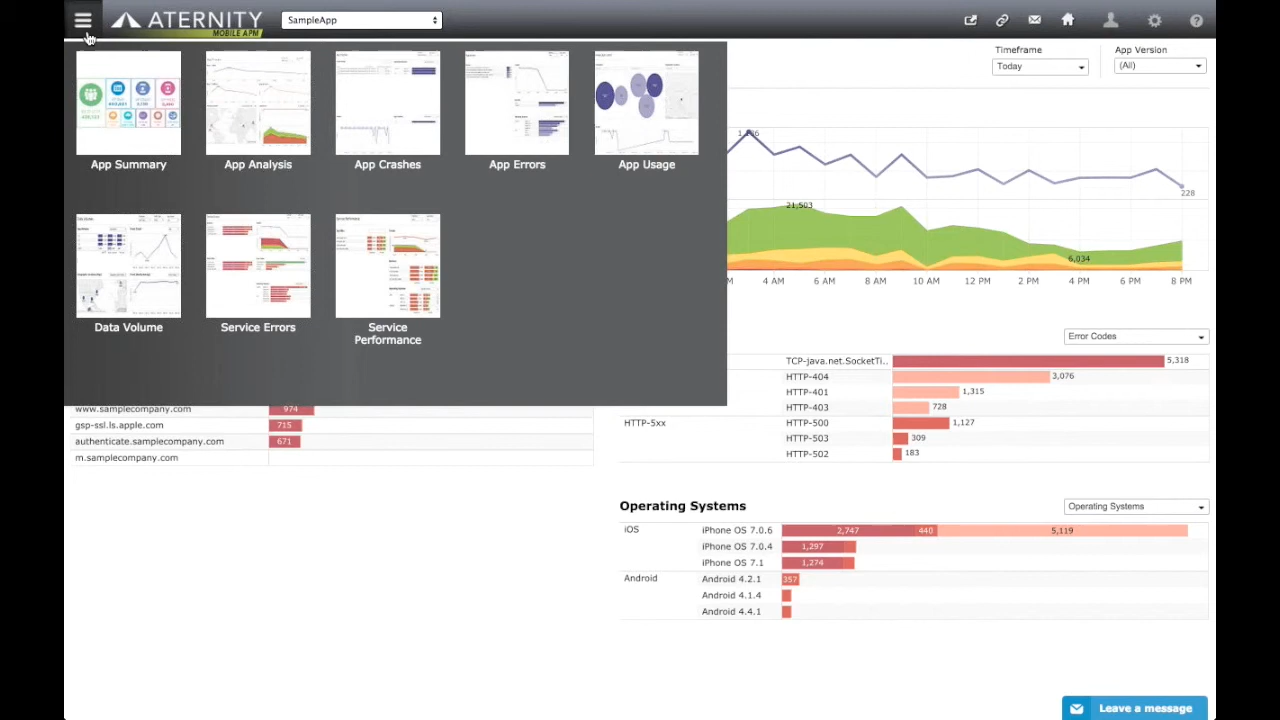 ATERNITY
MOBILE APM
SampleApp
Timeframe
Today
App Version
(All)
App Summary
App Analysis
App Crashes
App Errors
App Usage
Data Volume
Service Errors
Service
Performance
228
21,503
6,034
4 AM 6 AM 8 AM 10 AM 12 PM 2 PM 4 PM 6 PM 8 PM
Error Codes
TCP-java.net.SocketTi.. 5,318
HTTP-404 3,076
HTTP-401 1,315
HTTP-403 728
HTTP-5xx HTTP-500 1,127
HTTP-503 309
HTTP-502 183
www.samplecompany.com 974
gsp-ssl.ls.apple.com 715
authenticate.samplecompany.com 671
m.samplecompany.com
Operating Systems
Operating Systems
iOS iPhone OS 7.0.6 2,747 440 5,119
iPhone OS 7.0.4 1,297
iPhone OS 7.1 1,274
Android Android 4.2.1 357
Android 4.1.4
Android 4.4.1
Leave a message